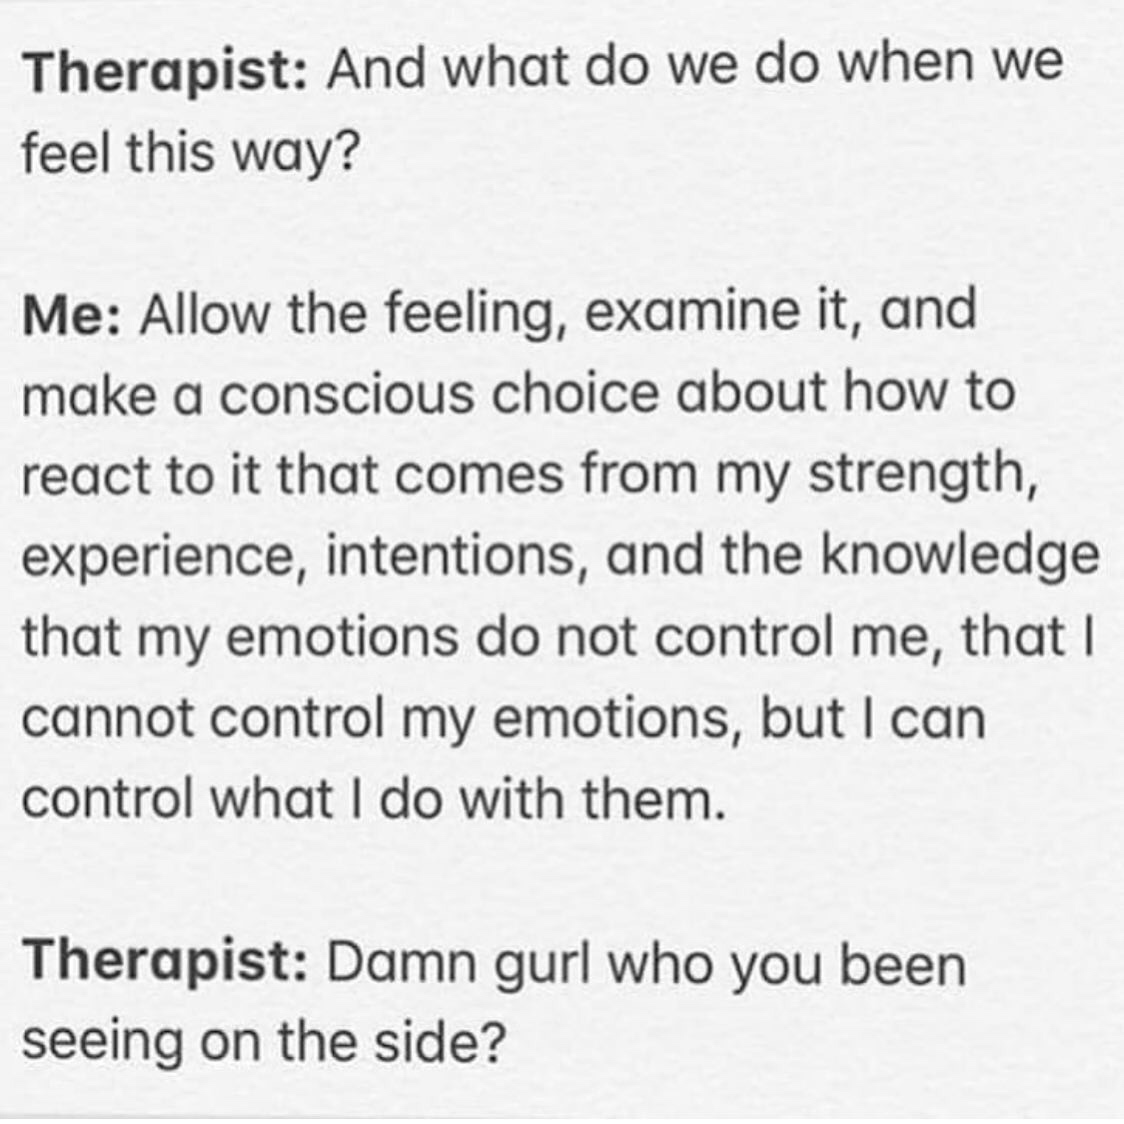 Therapist: And what do we do when we
feel this way?
Me: Allow the feeling, examine it, and
make a conscious choice about how to
react to it that comes from my strength,
experience, intentions, and the knowledge
that my emotions do not control me, that I
cannot control my emotions, but I can
control what I do with them.
Therapist: Damn gurl who you been
seeing on the side?